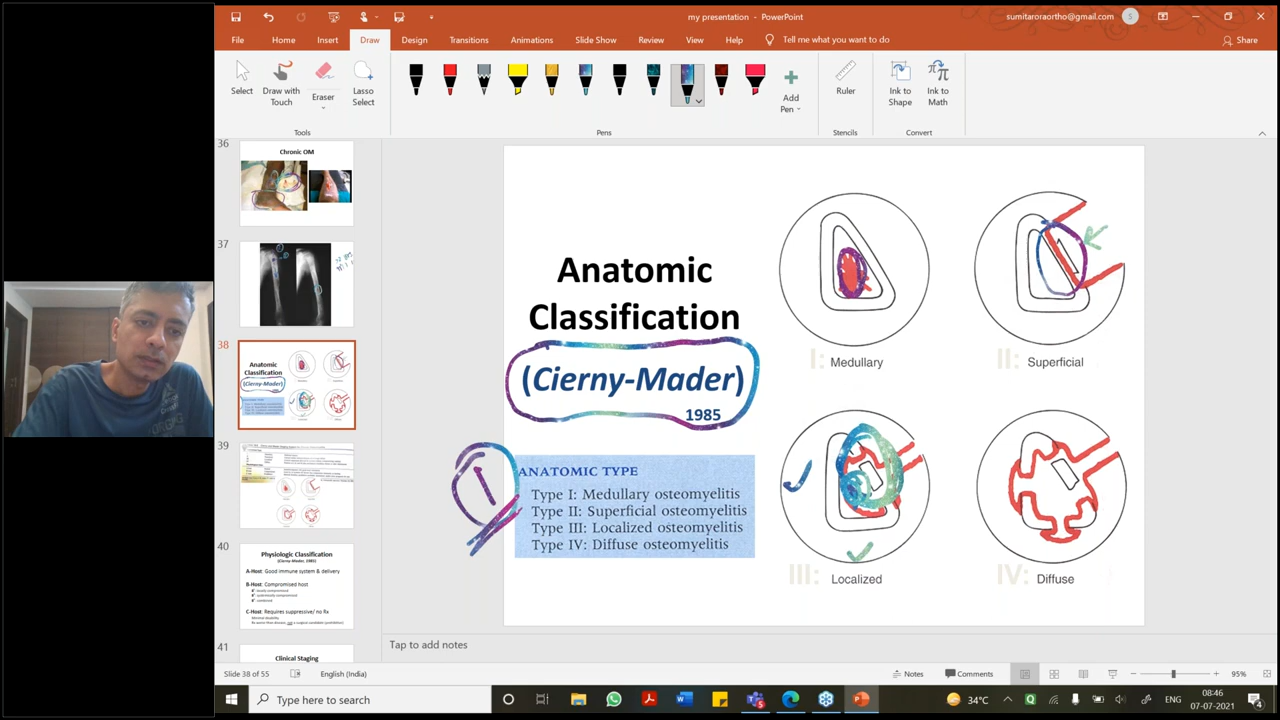 my presentation - PowerPoint
sumitaroraortho@gmail.com
S
File
Home
Insert
Draw
Design
Transitions
Animations
Slide Show
Review
View
Help
Tell me what you want to do
Share
Select
Draw with
Touch
Eraser
Lasso
Select
Add
Pen
Ruler
Ink to
Shape
Ink to
Math
Tools
Pens
Stencils
Convert
36
Chronic OM
37
38
Anatomic
Classification
(Cierny-Mader)
39
40
Physiologic Classification
(Cierny-Mader, 1985)
A-Host: Good immune system & delivery
B-Host: Compromised host
C-Host: Requires suppressive/ no Rx
41
Clinical Staging
Anatomic
Classification
(Cierny-Mader)
1985
ANATOMIC TYPE
Type I: Medullary osteomyelitis
Type II: Superficial osteomyelitis
Type III: Localized osteomyelitis
Type IV: Diffuse osteomyelitis
I: Medullary
II: Superficial
III: Localized
IV: Diffuse
Tap to add notes
Slide 38 of 55
English (India)
Notes
Comments
95%
Type here to search
34°C
ENG
08:46
07-07-2021
4